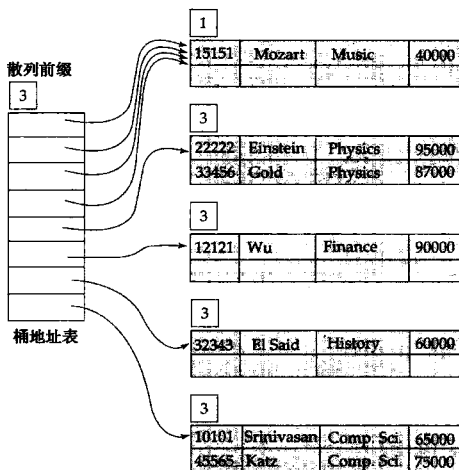 1
15151 Mozart Music 40000
散列前缀
3
3
22222 Einstein Physics 95000
33456 Gold Physics 87000
3
12121 Wu Finance 90000
桶地址表
3
32343 El Said History 60000
3
10101 Srinivasan Comp. Sci. 65000
45565 Katz Comp. Sci. 75000